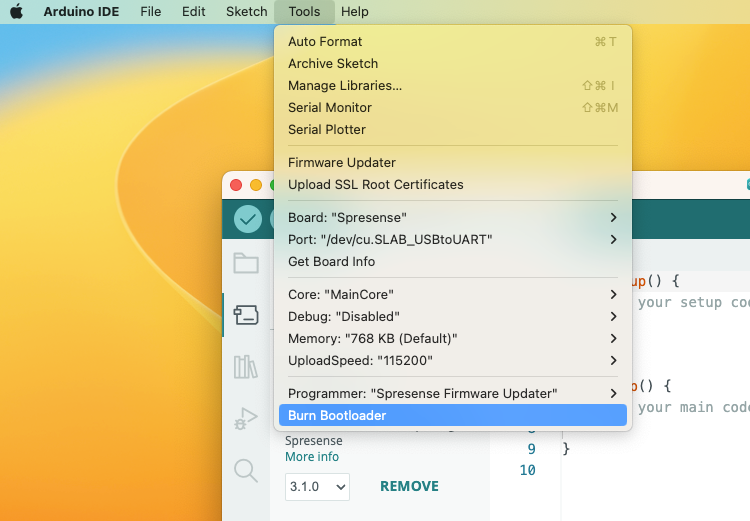 Arduino IDE File Edit Sketch Tools Help
Auto Format ⌘ T
Archive Sketch
Manage Libraries... ⇧⌘ I
Serial Monitor ⇧⌘M
Serial Plotter
Firmware Updater
Upload SSL Root Certificates
Board: "Spresense"
Port: "/dev/cu.SLAB_USBtoUART"
Get Board Info
Core: "MainCore"
Debug: "Disabled"
Memory: "768 KB (Default)"
UploadSpeed: "115200"
Programmer: "Spresense Firmware Updater"
Burn Bootloader
up() {
your setup cod
p() {
your main code
Spresense
More info
3.1.0
REMOVE
9 }
10